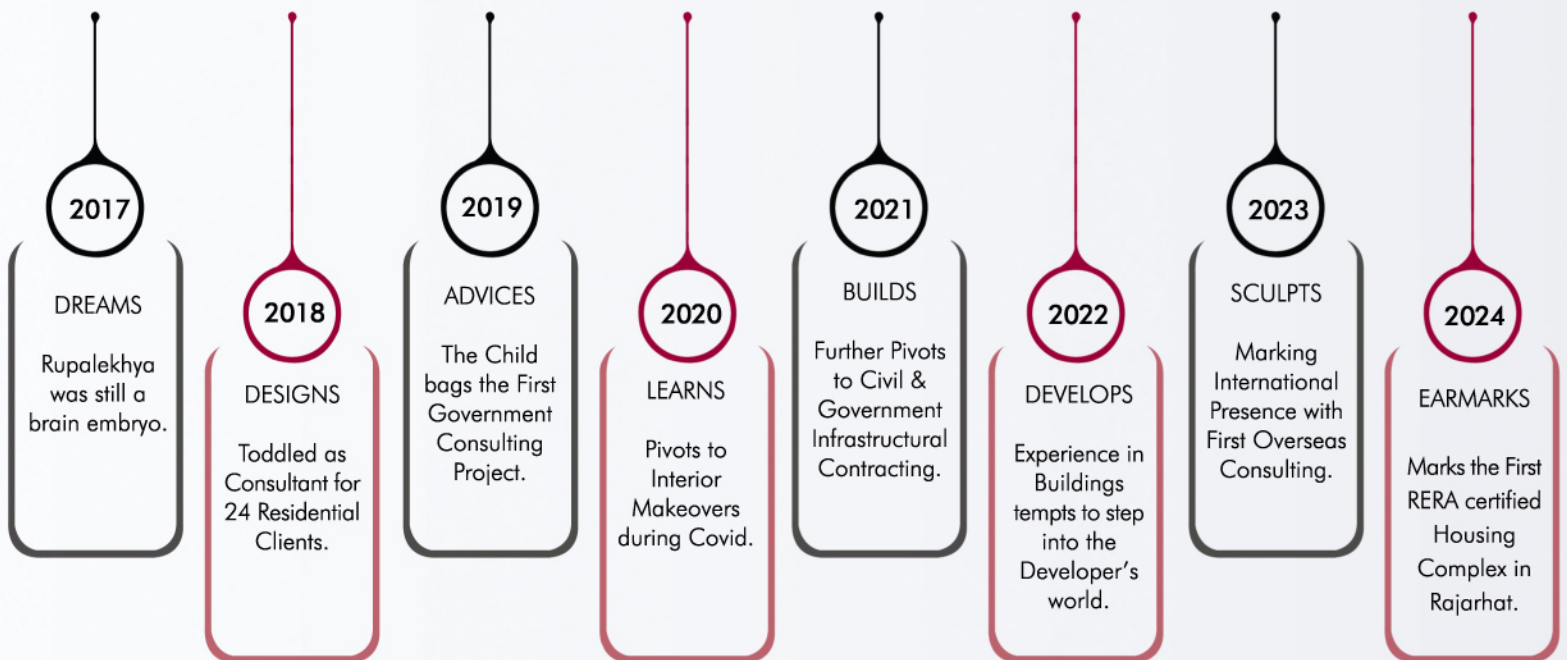 2017
DREAMS
Rupalekhya
was still a
brain embryo.
2018
DESIGNS
Toddled as
Consultant for
24 Residential
Clients.
2019
ADVICES
The Child
bags the First
Government
Consulting
Project.
2020
LEARNS
Pivots to
Interior
Makeovers
during Covid.
2021
BUILDS
Further Pivots
to Civil &
Government
Infrastructural
Contracting.
2022
DEVELOPS
Experience in
Buildings
tempts to step
into the
Developer's
world.
2023
SCULPTS
Marking
International
Presence with
First Overseas
Consulting.
2024
EARMARKS
Marks the First
RERA certified
Housing
Complex in
Rajarhat.